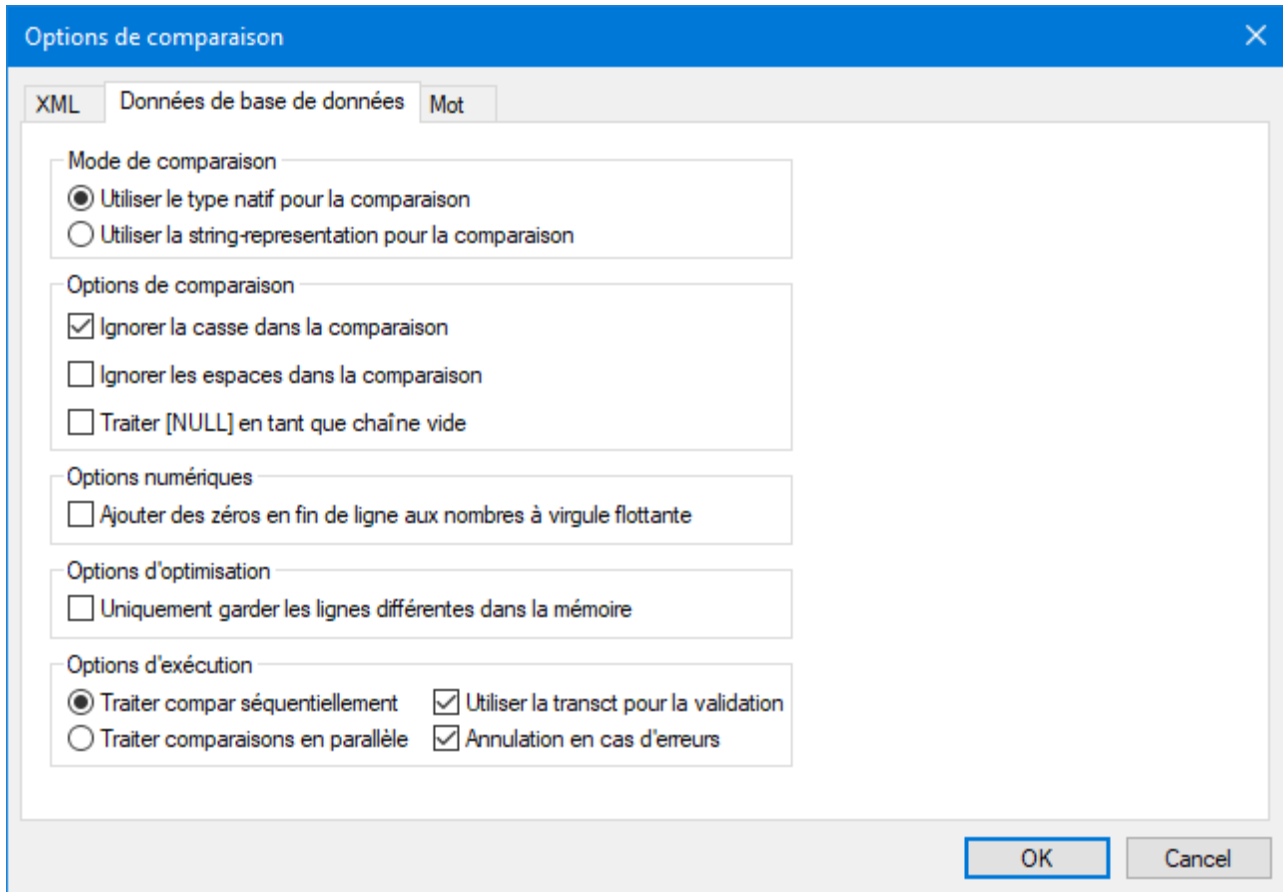 Options de comparaison
XML Données de base de données Mot
Mode de comparaison
Utiliser le type natif pour la comparaison
Utiliser la string-representation pour la comparaison
Options de comparaison
Ignorer la casse dans la comparaison
Ignorer les espaces dans la comparaison
Traiter [NULL] en tant que chaîne vide
Options numériques
Ajouter des zéros en fin de ligne aux nombres à virgule flottante
Options d'optimisation
Uniquement garder les lignes différentes dans la mémoire
Options d'exécution
Traiter compar séquentiellement Utiliser la transct pour la validation
Traiter comparaisons en parallèle Annulation en cas d'erreurs
OK Cancel